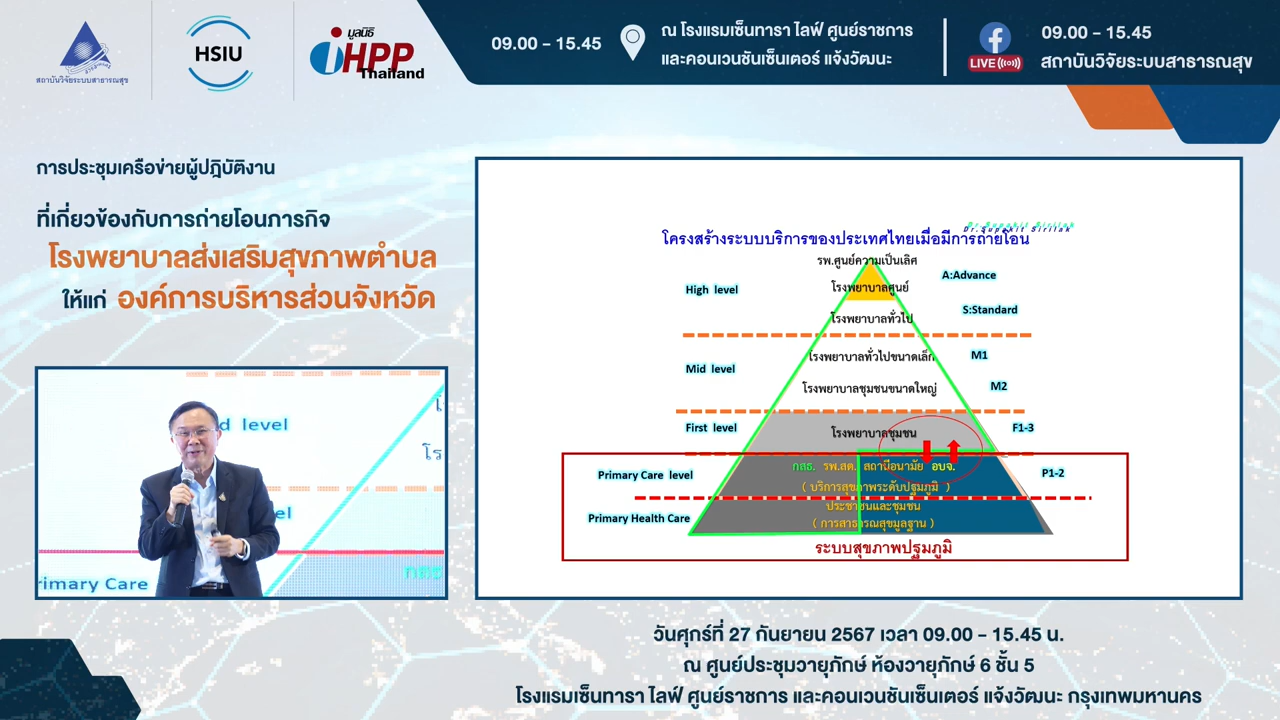 สถาบันวิจัยระบบสาธารณสุข
HSIU
มูลนิธิ
iHPP
Thailand
09.00 - 15.45
ณ โรงแรมเซ็นทารา ไลฟ์ ศูนย์ราชการ
และคอนเวนชันเซ็นเตอร์ แจ้งวัฒนะ
LIVE
09.00 - 15.45
สถาบันวิจัยระบบสาธารณสุข
การประชุมเครือข่ายผู้ปฏิบัติงาน
ที่เกี่ยวข้องกับการถ่ายโอนภารกิจ
โรงพยาบาลส่งเสริมสุขภาพตำบล
ให้แก่ องค์การบริหารส่วนจังหวัด
d level
el
rimary Care
Dr.Supakit Sirilak
โครงสร้างระบบบริการของประเทศไทยเมื่อมีการถ่ายโอน
รพ.ศูนย์ความเป็นเลิศ
A:Advance
High level
โรงพยาบาลศูนย์
S:Standard
โรงพยาบาลทั่วไป
โรงพยาบาลทั่วไปขนาดเล็ก
M1
Mid level
โรงพยาบาลชุมชนขนาดใหญ่
M2
First level
โรงพยาบาลชุมชน
F1-3
Primary Care level
กสธ. รพ.สต. สถานีอนามัย อบจ.
P1-2
( บริการสุขภาพระดับปฐมภูมิ )
Primary Health Care
ประชาชนและชุมชน
( การสาธารณสุขมูลฐาน )
ระบบสุขภาพปฐมภูมิ
วันศุกร์ที่ 27 กันยายน 2567 เวลา 09.00 - 15.45 น.
ณ ศูนย์ประชุมวายุภักษ์ ห้องวายุภักษ์ 6 ชั้น 5
โรงแรมเซ็นทารา ไลฟ์ ศูนย์ราชการ และคอนเวนชันเซ็นเตอร์ แจ้งวัฒนะ กรุงเทพมหานคร